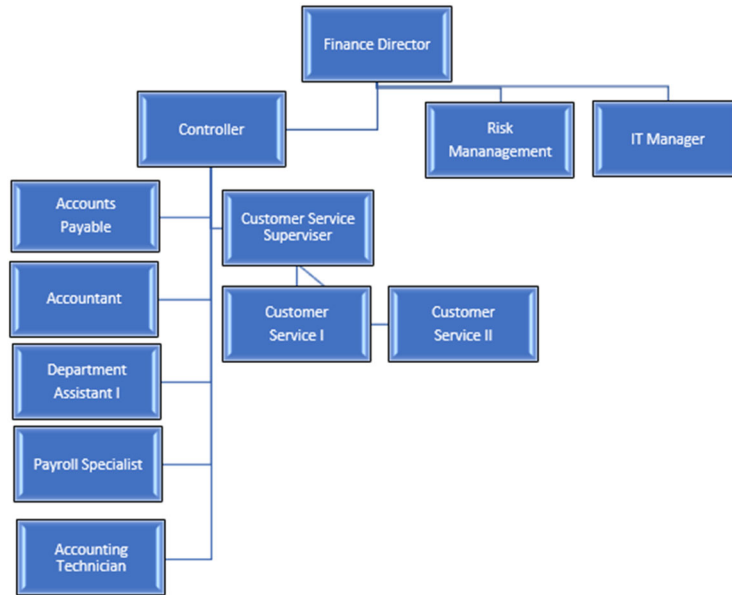 Finance Director
Controller
Risk
Mananagement
IT Manager
Accounts
Payable
Customer Service
Superviser
Accountant
Customer
Service I
Customer
Service II
Department
Assistant I
Payroll Specialist
Accounting
Technician